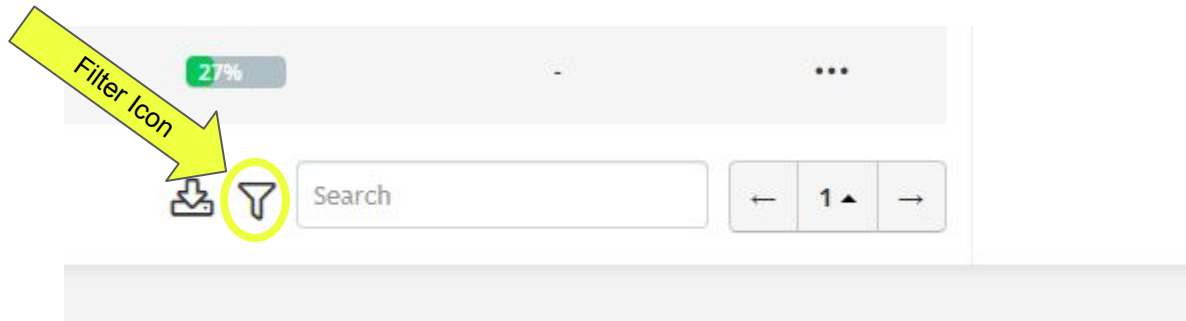 27%
-
•••
Filter Icon
Search
← 1 →